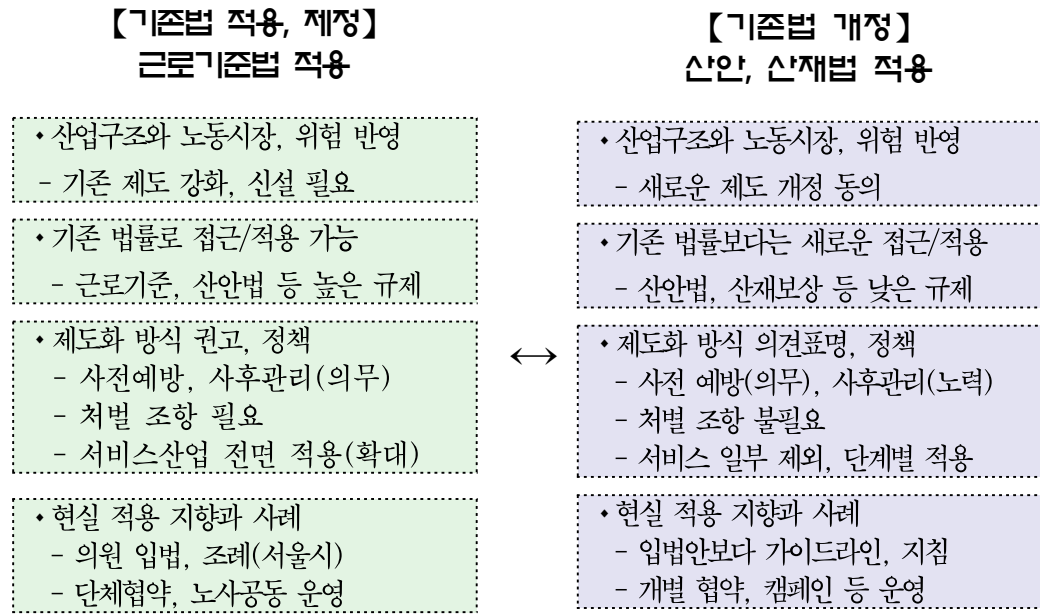 【기존법 적용, 제정】
근로기준법 적용
• 산업구조와 노동시장, 위험 반영
- 기존 제도 강화, 신설 필요
• 기존 법률로 접근/적용 가능
- 근로기준, 산안법 등 높은 규제
• 제도화 방식 권고, 정책
- 사전예방, 사후관리(의무)
- 처벌 조항 필요
- 서비스산업 전면 적용(확대)
• 현실 적용 지향과 사례
- 의원 입법, 조례(서울시)
- 단체협약, 노사공동 운영
↔
【기존법 개정】
산안, 산재법 적용
• 산업구조와 노동시장, 위험 반영
- 새로운 제도 개정 동의
• 기존 법률보다는 새로운 접근/적용
- 산안법, 산재보상 등 낮은 규제
• 제도화 방식 의견표명, 정책
- 사전 예방(의무), 사후관리(노력)
- 처별 조항 불필요
- 서비스 일부 제외, 단계별 적용
• 현실 적용 지향과 사례
- 입법안보다 가이드라인, 지침
- 개별 협약, 캠페인 등 운영